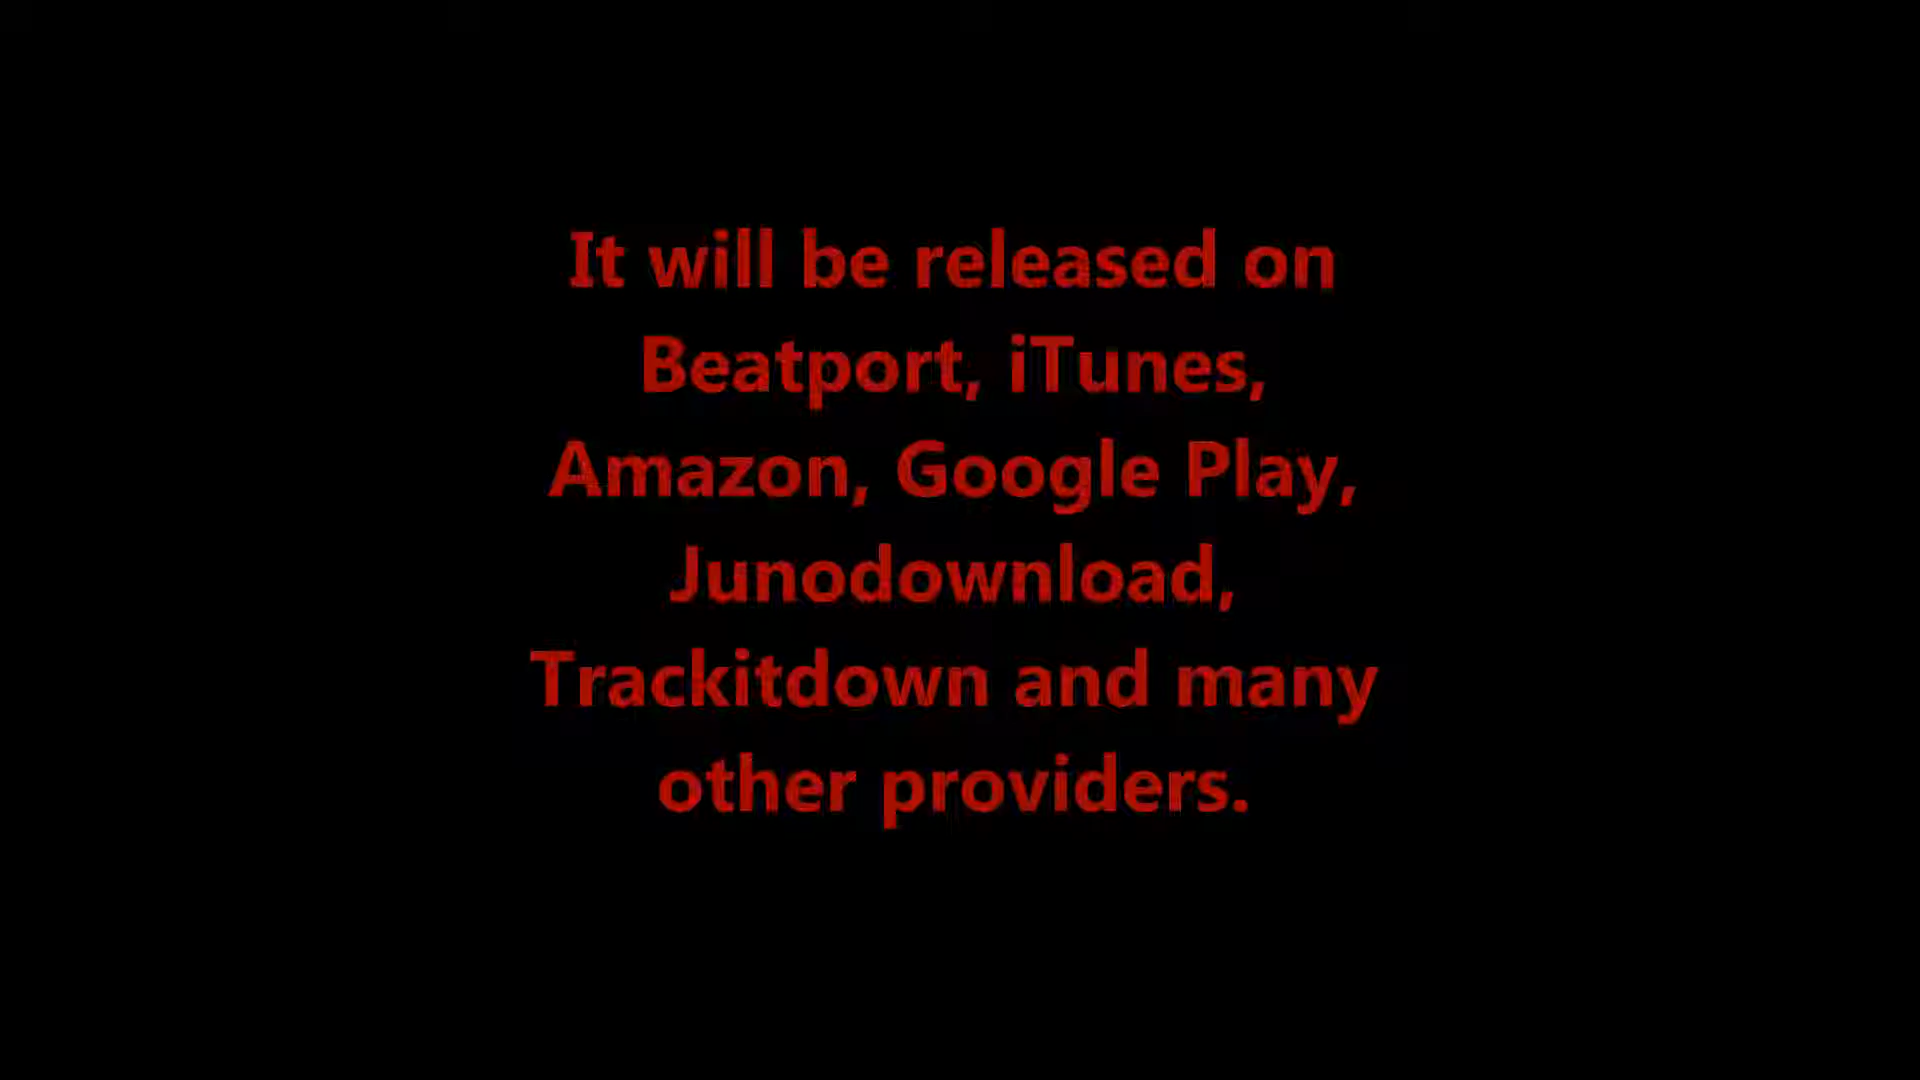 It will be released on
Beatport, iTunes,
Amazon, Google Play,
Junodownload,
Trackitdown and many
other providers.